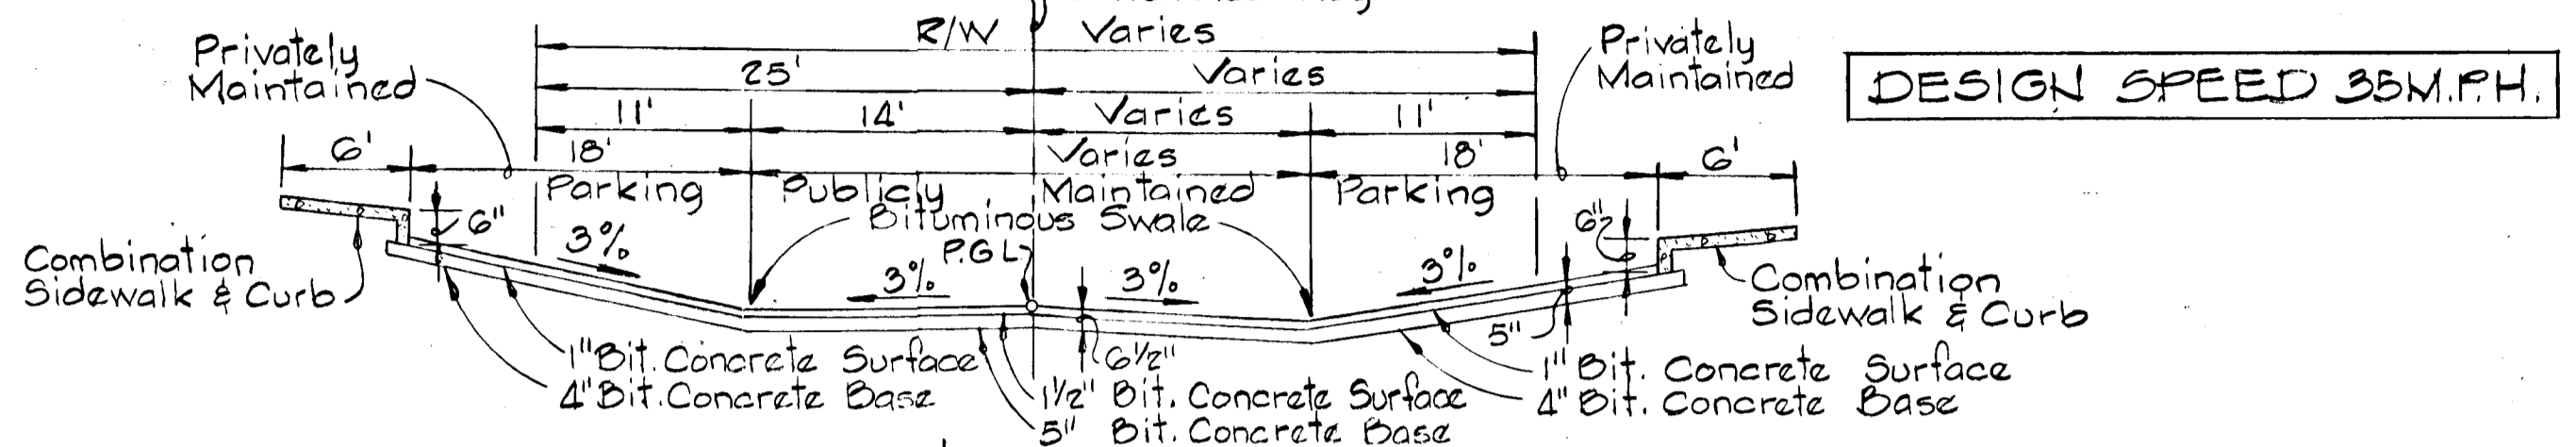 R/W Varies
Privately
Maintained
25' Varies
Privately
Maintained
DESIGN SPEED 35M.P.H.
11' 14' Varies 11'
6' 18' Varies 18' 6'
Parking Publicly Maintained Parking
Bituminous Swale
6" 6"
3% P.G.L. 3% 3% 3%
Combination
Sidewalk & Curb
Combination
Sidewalk & Curb
5"
6½"
1" Bit. Concrete Surface
4" Bit. Concrete Base
1½" Bit. Concrete Surface
5" Bit. Concrete Base
1" Bit. Concrete Surface
4" Bit. Concrete Base